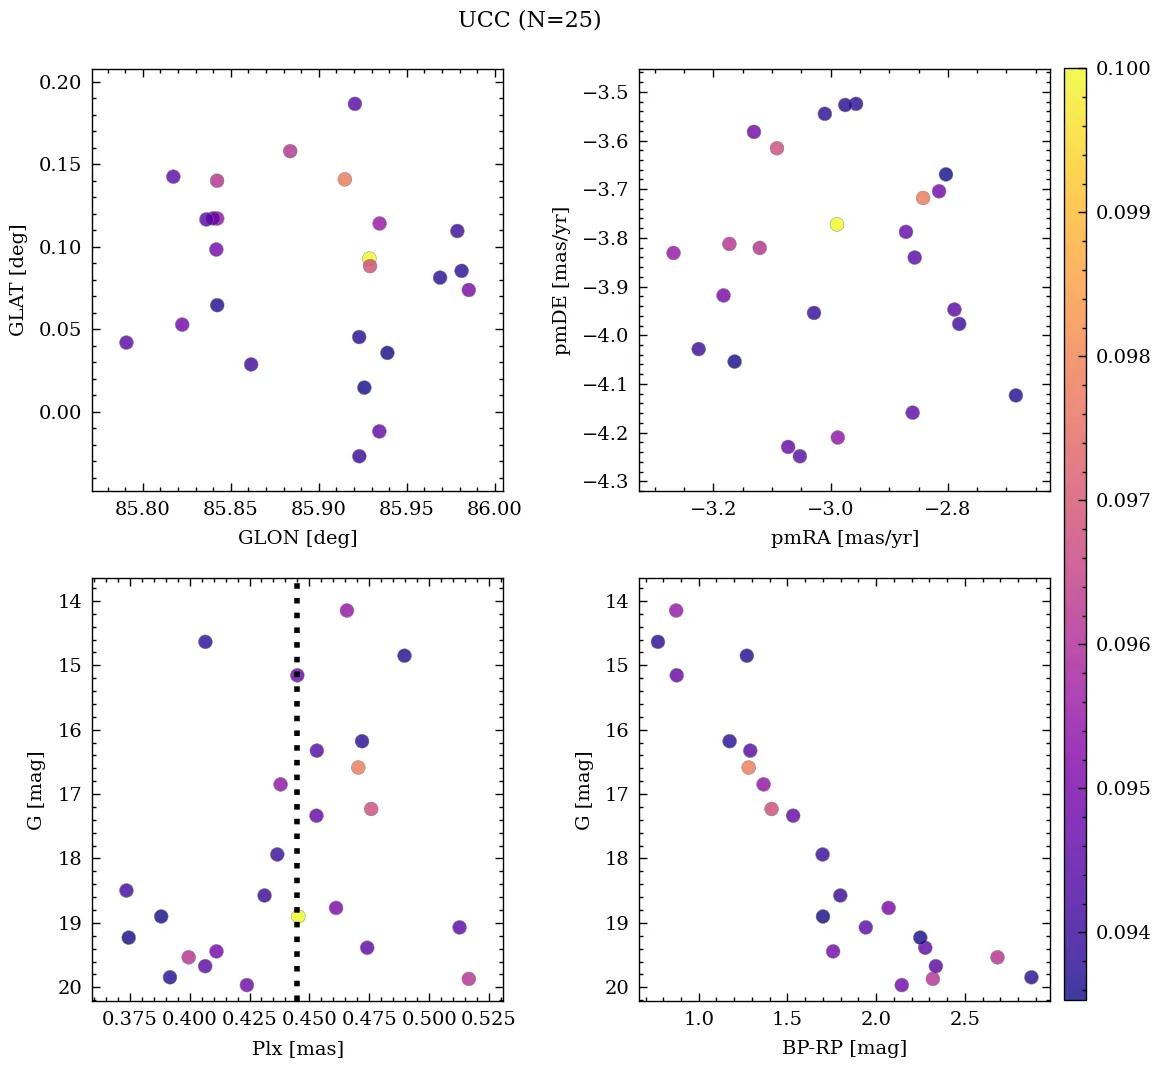 UCC (N=25)
0.20
0.15
0.10
0.05
0.00
GLAT [deg]
85.80 85.85 85.90 85.95 86.00
GLON [deg]
−3.5
−3.6
−3.7
−3.8
−3.9
−4.0
−4.1
−4.2
−4.3
pmDE [mas/yr]
−3.2 −3.0 −2.8
pmRA [mas/yr]
0.100
0.099
0.098
0.097
0.096
0.095
0.094
14
15
16
17
18
19
20
G [mag]
0.375 0.400 0.425 0.450 0.475 0.500 0.525
Plx [mas]
14
15
16
17
18
19
20
G [mag]
1.0 1.5 2.0 2.5
BP-RP [mag]